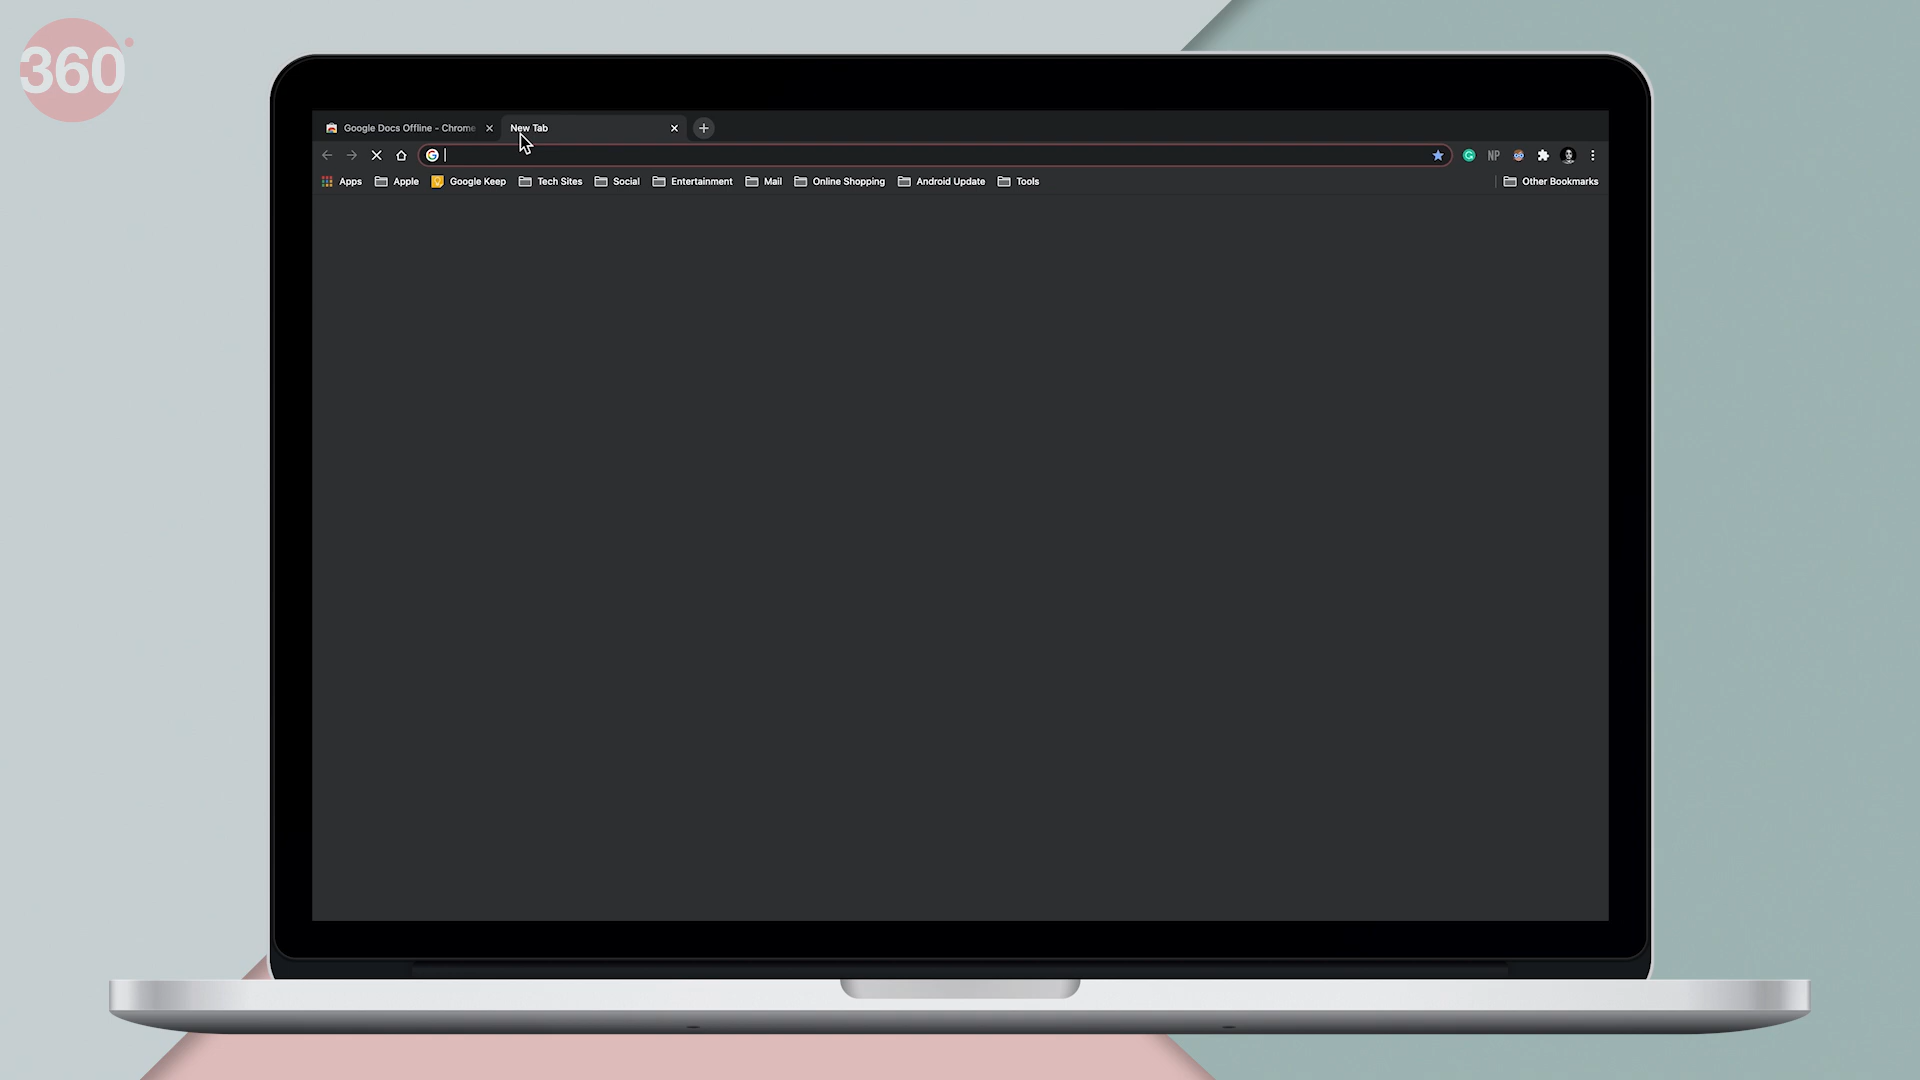 360
Google Docs Offline - Chrome
New Tab
NP
Apps
Apple
Google Keep
Tech Sites
Social
Entertainment
Mail
Online Shopping
Android Update
Tools
Other Bookmarks